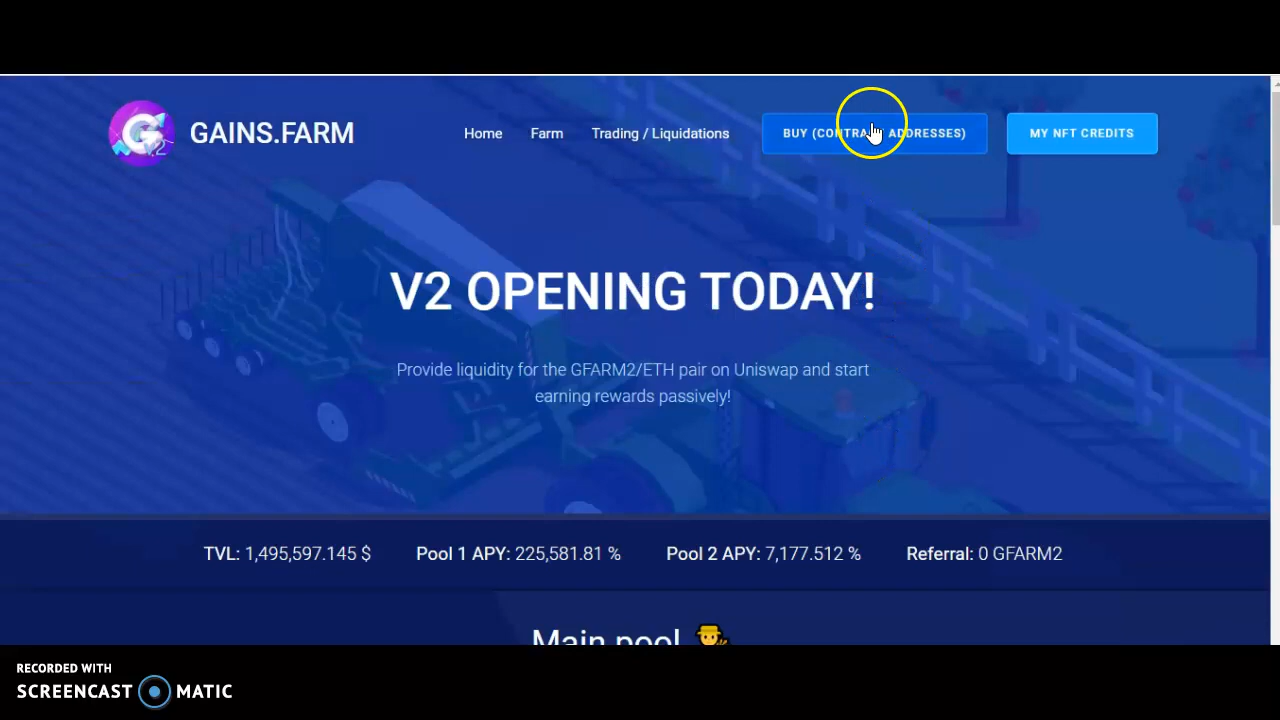 GAINS.FARM
Home Farm Trading / Liquidations BUY (CONTRACT ADDRESSES) MY NFT CREDITS
V2 OPENING TODAY!
Provide liquidity for the GFARM2/ETH pair on Uniswap and start
earning rewards passively!
TVL: 1,495,597.145 $ Pool 1 APY: 225,581.81 % Pool 2 APY: 7,177.512 % Referral: 0 GFARM2
Main pool
RECORDED WITH
SCREENCAST MATIC